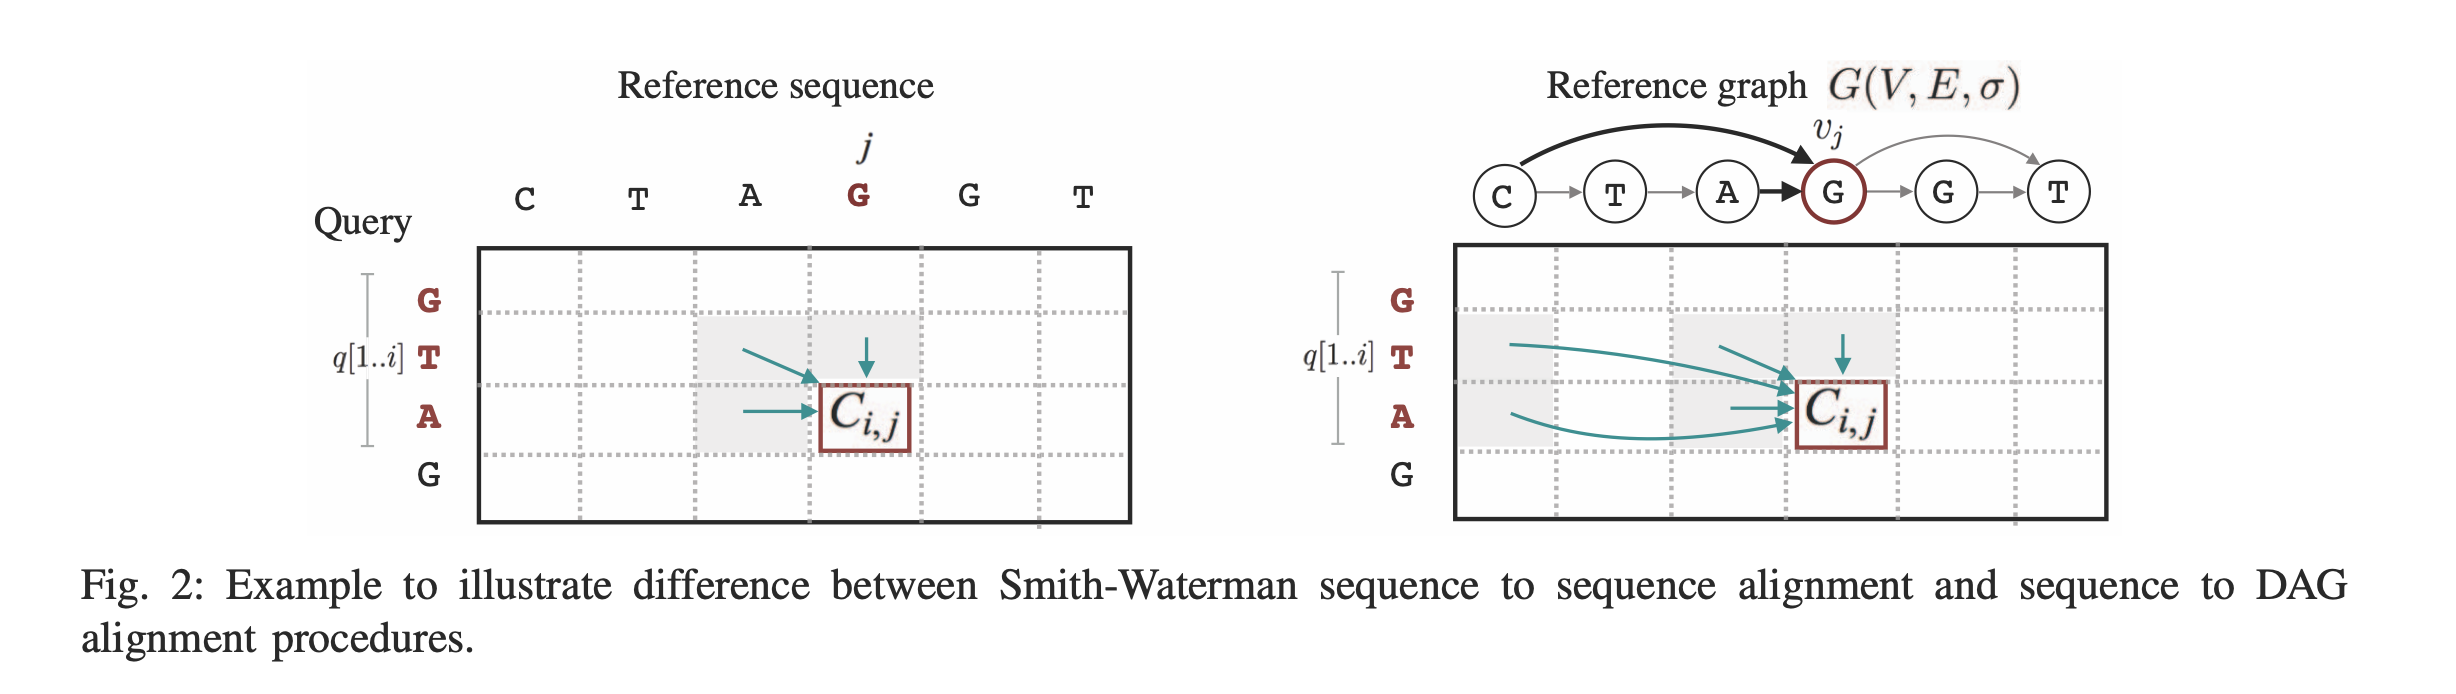 Reference sequence
j
C T A G G T
Query
G
q[1..i] T
A
G
C_{i,j}
Reference graph G(V, E, σ)
v_j
C T A G G T
G
q[1..i] T
A
G
C_{i,j}
Fig. 2: Example to illustrate difference between Smith-Waterman sequence to sequence alignment and sequence to DAG
alignment procedures.